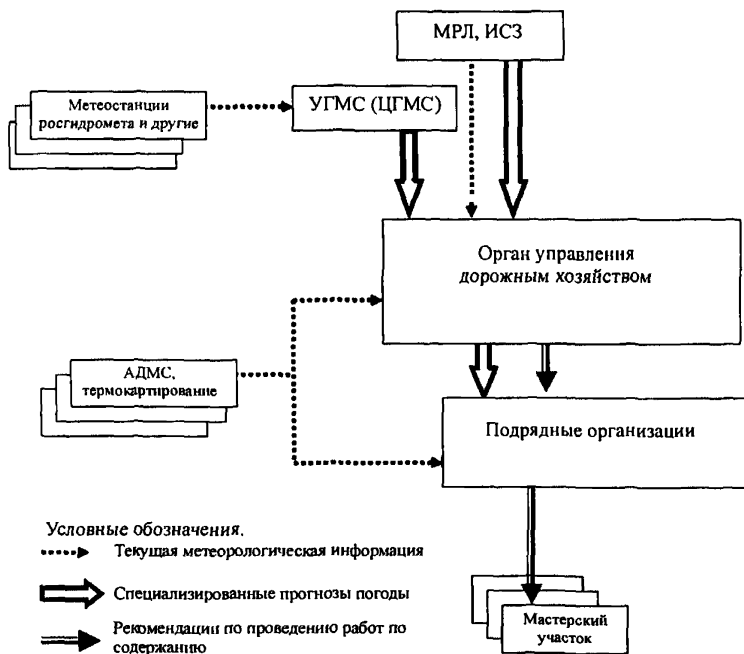 МРЛ, ИСЗ
Метеостанции
росгидромета и другие
УГМС (ЦГМС)
Орган управления
дорожным хозяйством
АДМС,
термокартирование
Подрядные организации
Условные обозначения.
Текущая метеорологическая информация
Специализированные прогнозы погоды
Рекомендации по проведению работ по
содержанию
Мастерский
участок